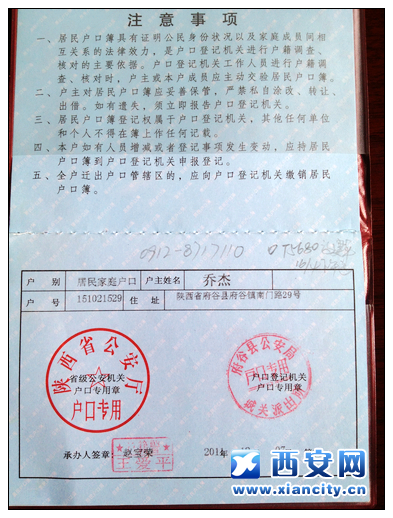 注意事项
一、居民户口簿具有证明公民身份状况以及家庭成员间相
互关系的法律效力，是户口登记机关进行户籍调查、
核对的主要依据。户口登记机关工作人员进行户籍调
查、核对时，户主或本户成员应主动交验居民户口簿。
二、户主对居民户口簿应妥善保管，严禁私自涂改、转让、
出借。如有遗失，须立即报告户口登记机关。
三、居民户口簿登记权属于户口登记机关，其他任何单位
和个人不得在簿上作任何记载。
四、本户如有人员增减或者登记事项发生变动，应持居民
户口簿到户口登记机关申报登记。
五、全户迁出户口管辖区的，应向户口登记机关缴销居民
户口簿。
0912-8717110
户别 居民家庭户口 户主姓名 乔杰
户号 151021529 住址 陕西省府谷县府谷镇南门路29号
陕西省公安厅
省级公安机关
户口专用章
户口专用
府谷县公安局
户口专用
户口登记机关
户口专用章
城关派出所
承办人签章：赵宝荣
西安网
www.xiancity.cn